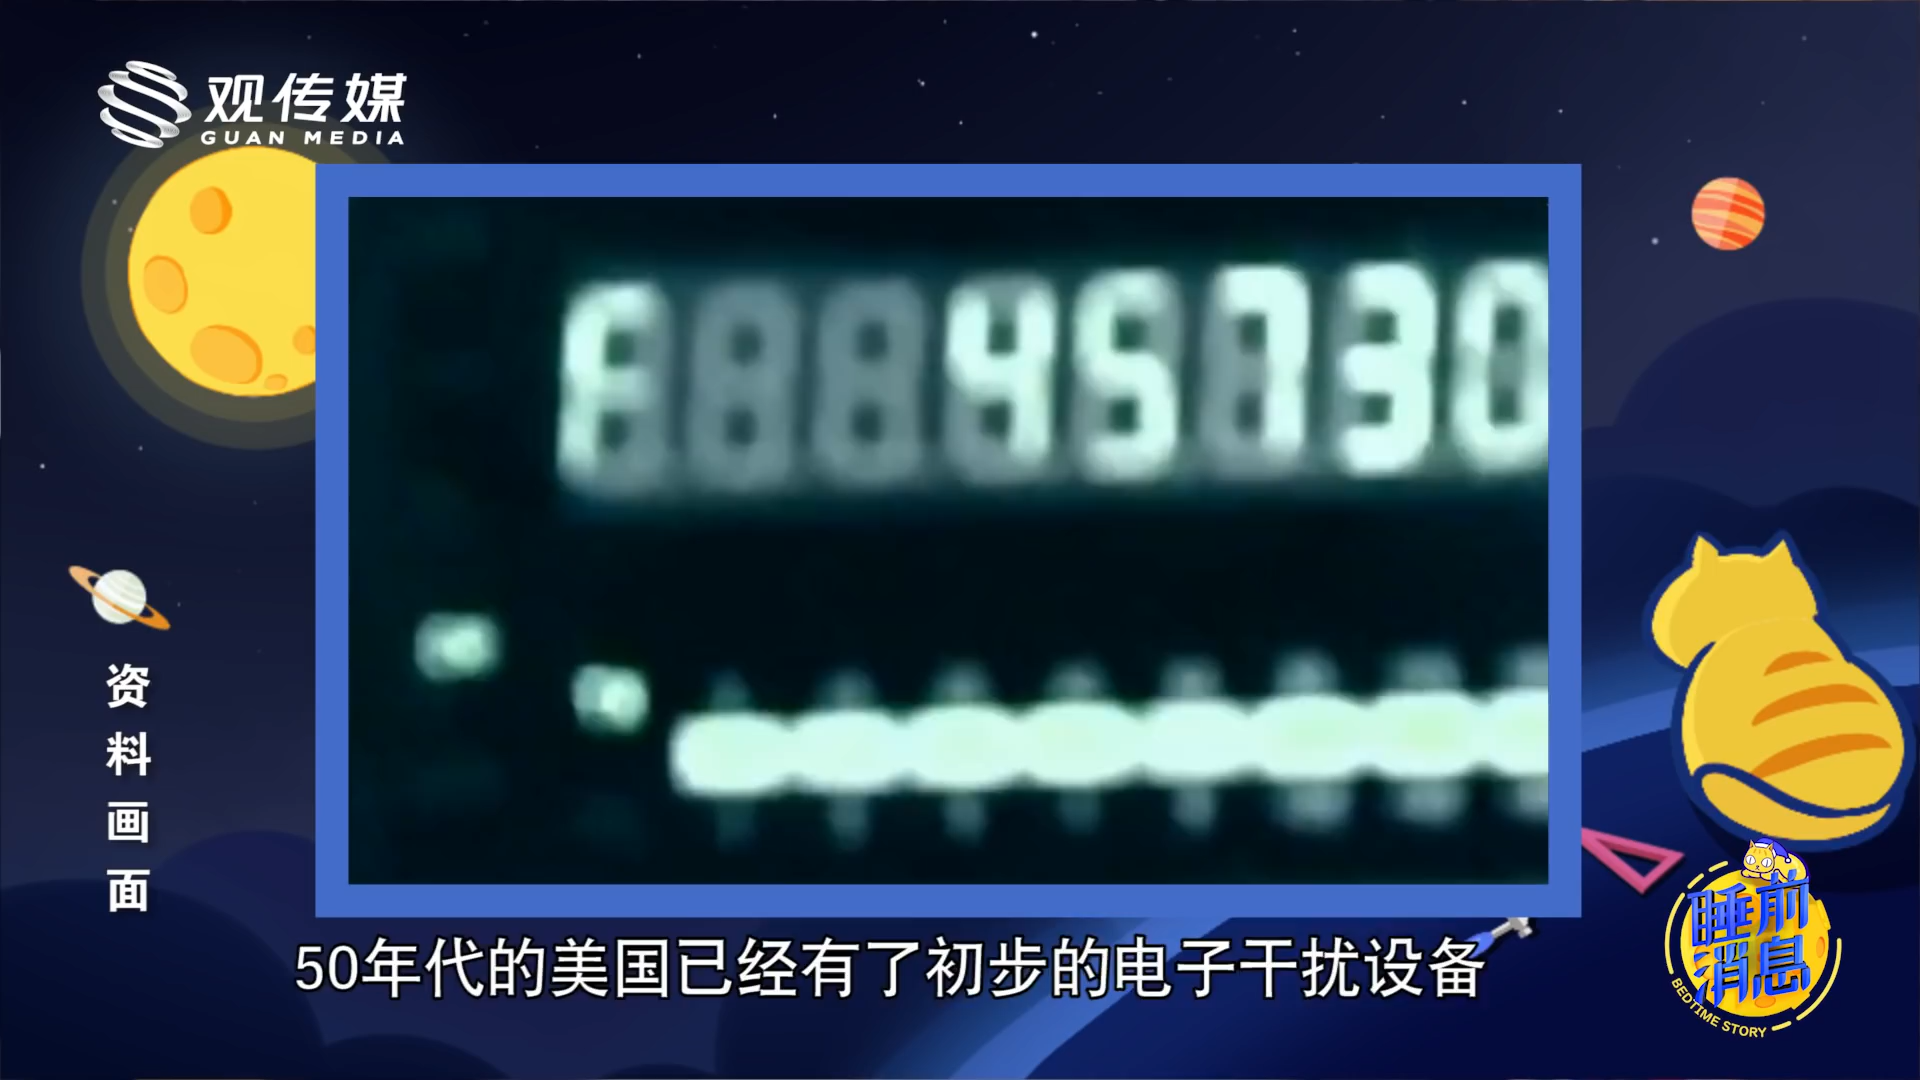 观传媒
GUAN MEDIA
F 45730
资料画面
50年代的美国已经有了初步的电子干扰设备
睡前消息
BEDTIME STORY